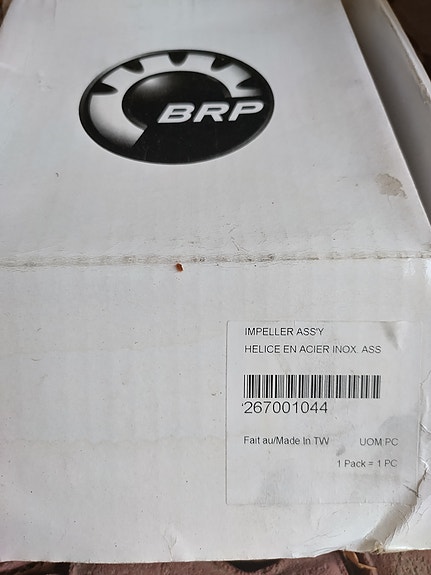 BRP
IMPELLER ASS'Y
HELICE EN ACIER INOX. ASS
267001044
Fait au/Made In TW UOM PC
1 Pack = 1 PC